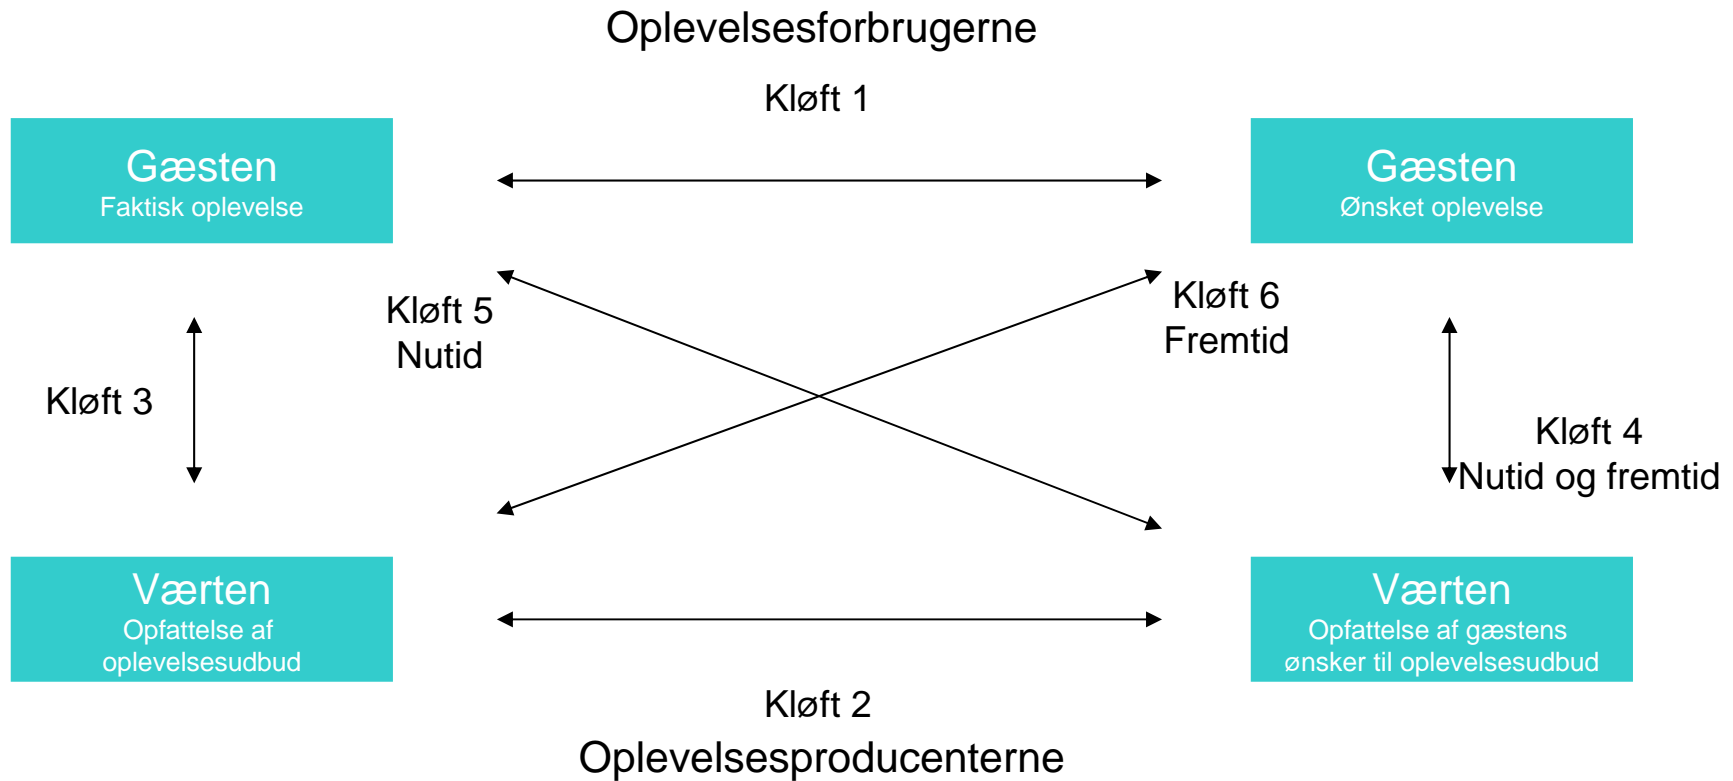 Oplevelsesforbrugerne
Kløft 1
Gæsten
Faktisk oplevelse
Gæsten
Ønsket oplevelse
Kløft 5
Nutid
Kløft 6
Fremtid
Kløft 3
Kløft 4
Nutid og fremtid
Værten
Opfattelse af
oplevelsesudbud
Værten
Opfattelse af gæstens
ønsker til oplevelsesudbud
Kløft 2
Oplevelsesproducenterne